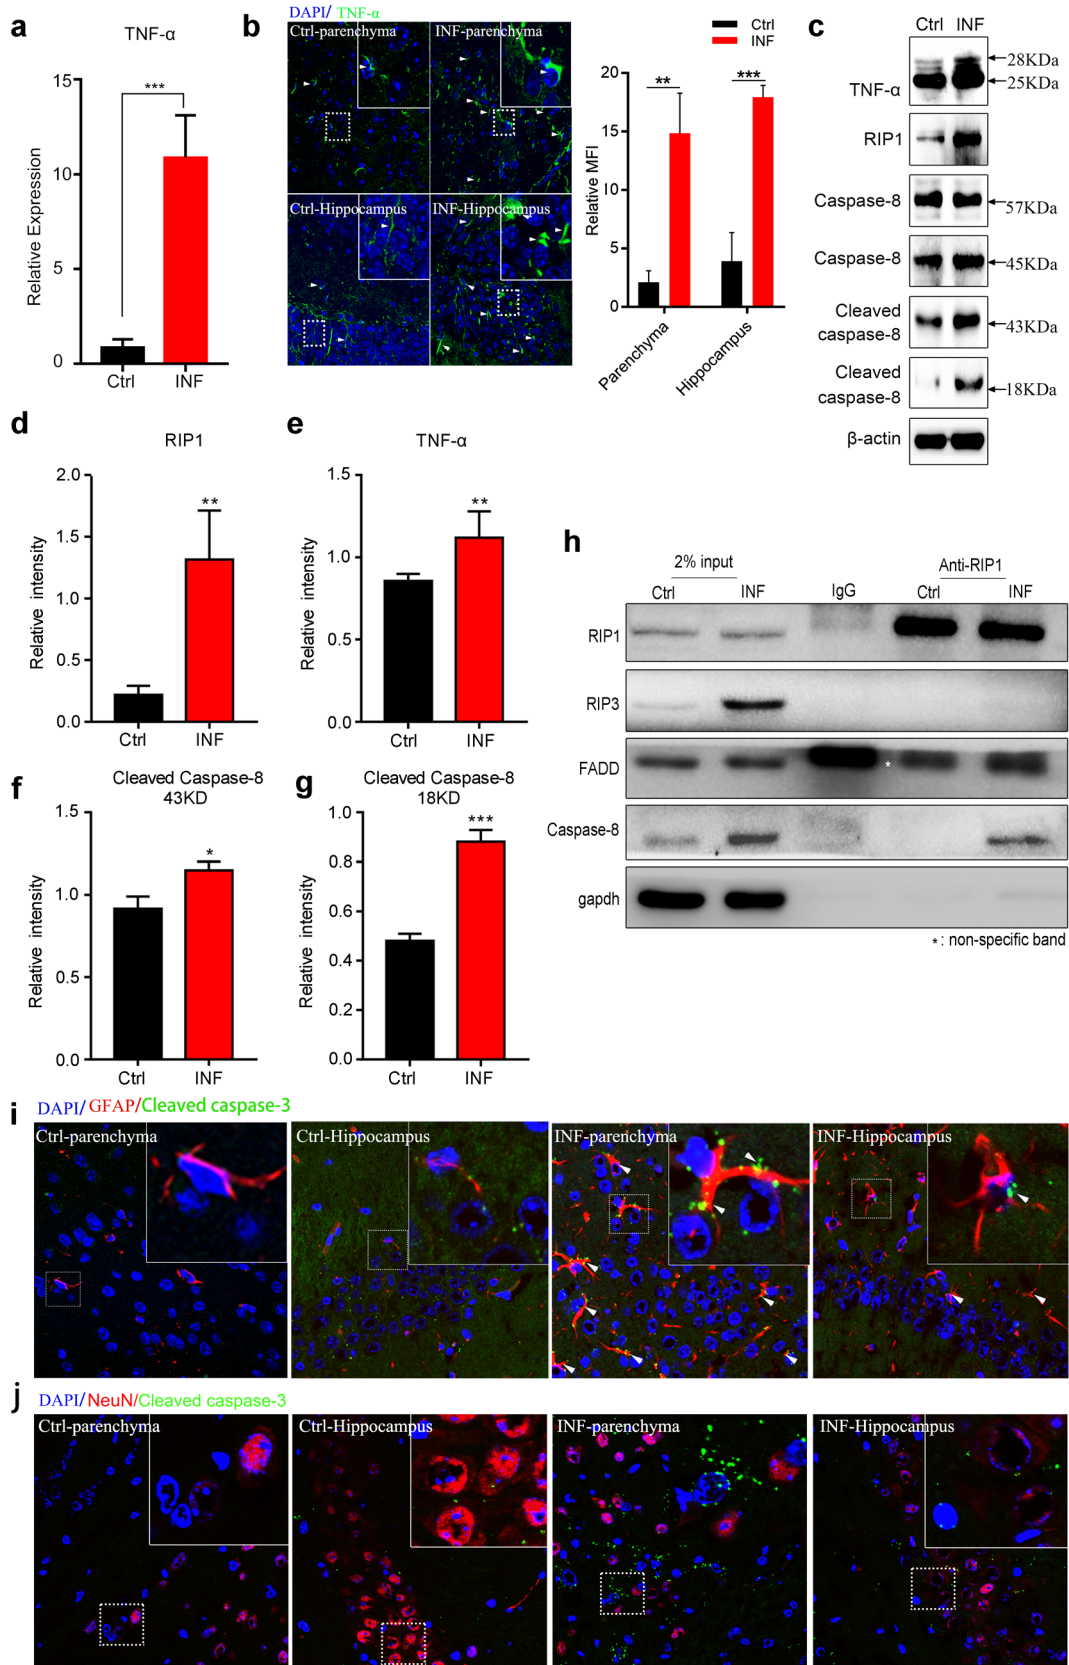 a
TNF-α
15
10
5
0
Relative Expression
***
Ctrl
INF
b
DAPI/ TNF-α
Ctrl-parenchyma
INF-parenchyma
Ctrl-Hippocampus
INF-Hippocampus
Ctrl
INF
20
15
10
5
0
Relative MFI
**
***
Parenchyma
Hippocampus
c
Ctrl INF
TNF-α
28KDa
25KDa
RIP1
Caspase-8
57KDa
Caspase-8
45KDa
Cleaved
caspase-8
43KDa
Cleaved
caspase-8
18KDa
β-actin
d
RIP1
2.0
1.5
1.0
0.5
0.0
Relative intensity
**
Ctrl
INF
e
TNF-α
1.5
1.0
0.5
0.0
Relative intensity
**
Ctrl
INF
f
Cleaved Caspase-8
43KD
1.5
1.0
0.5
0.0
Relative intensity
*
Ctrl
INF
g
Cleaved Caspase-8
18KD
1.0
0.8
0.6
0.4
0.2
0.0
Relative intensity
***
Ctrl
INF
h
2% input
Anti-RIP1
Ctrl
INF
IgG
Ctrl
INF
RIP1
RIP3
FADD
*
Caspase-8
gapdh
*: non-specific band
i
DAPI/GFAP/Cleaved caspase-3
Ctrl-parenchyma
Ctrl-Hippocampus
INF-parenchyma
INF-Hippocampus
j
DAPI/NeuN/Cleaved caspase-3
Ctrl-parenchyma
Ctrl-Hippocampus
INF-parenchyma
INF-Hippocampus